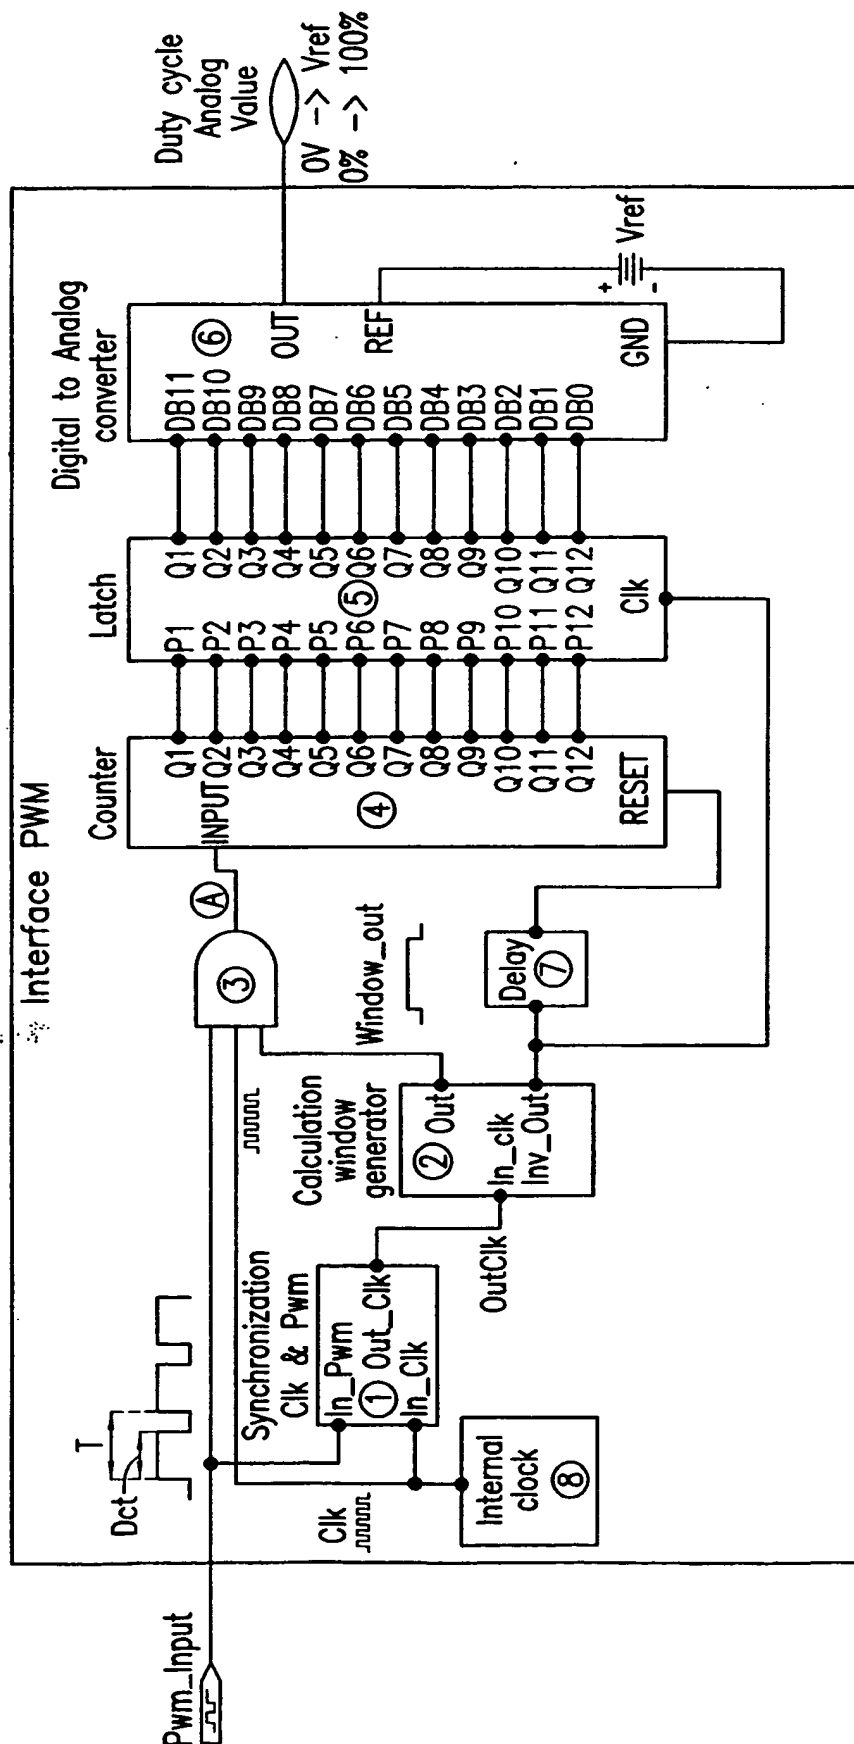 Interface PWM
Pwm_Input
Dct
T
Clk
Internal
clock
8
Synchronization
Clk & Pwm
In_Pwm
1
Out_Clk
In_Clk
OutClk
Calculation
window
generator
2
Out
In_clk
Inv_Out
Window_out
3
A
Delay
7
Counter
INPUT
4
Q1
Q2
Q3
Q4
Q5
Q6
Q7
Q8
Q9
Q10
Q11
Q12
RESET
Latch
5
P1 Q1
P2 Q2
P3 Q3
P4 Q4
P5 Q5
P6 Q6
P7 Q7
P8 Q8
P9 Q9
P10 Q10
P11 Q11
P12 Q12
Clk
Digital to Analog
converter
6
DB11
DB10
DB9
DB8
DB7
DB6
DB5
DB4
DB3
DB2
DB1
DB0
OUT
REF
GND
+
-
Vref
Duty cycle
Analog
Value
0V -> Vref
0% -> 100%